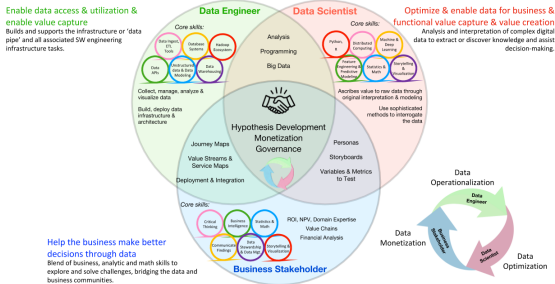 Enable data access & utilization &
enable value capture
Builds and supports the infrastructure or 'data
pipe' and all associated SW engineering
infrastructure tasks.
Data Engineer
Data Scientist
Optimize & enable data for business &
functional value capture & value creation
Analysis and interpretation of complex digital
data to extract or discover knowledge and assist
decision-making.
Core skills:
Data Ingest,
ETL
Tools
Database
Systems
Hadoop
Ecosystem
Data
APIs
Unstructured
data & Data
Modeling
Data
Warehousing
Collect, manage, analyze &
visualize data
Build, deploy data
infrastructure &
architecture
Analysis
Programming
Big Data
Core skills:
Python,
R
Distributed
Computing
Machine &
Deep
Learning
Feature
Engineering &
Predictive
Modeling
Statistics
& Math
Storytelling
& Visualization
Ascribes value to raw data through
original interpretation & modeling
Use sophisticated
methods to interrogate
the data
Hypothesis Development
Monetization
Governance
Journey Maps
Value Streams &
Service Maps
Deployment & Integration
Personas
Storyboards
Variables & Metrics
to Test
Core skills:
Critical
Thinking
Business
Intelligence
Statistics &
Math
Communicate
Findings
Data
Stewardship
& Data Mgt
Storytelling &
Visualization
ROI, NPV, Domain Expertise
Value Chains
Financial Analysis
Business Stakeholder
Help the business make better
decisions through data
Blend of business, analytic and math skills to
explore and solve challenges, bridging the data and
business communities.
Data
Operationalization
Data
Engineer
Data
Monetization
Business
Stakeholder
Data
Scientist
Data
Optimization